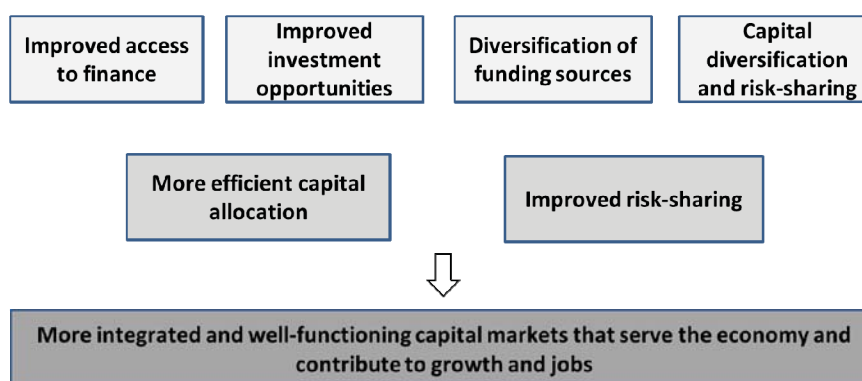 Improved access
to finance
Improved
investment
opportunities
Diversification of
funding sources
Capital
diversification
and risk-sharing
More efficient capital
allocation
Improved risk-sharing
More integrated and well-functioning capital markets that serve the economy and
contribute to growth and jobs